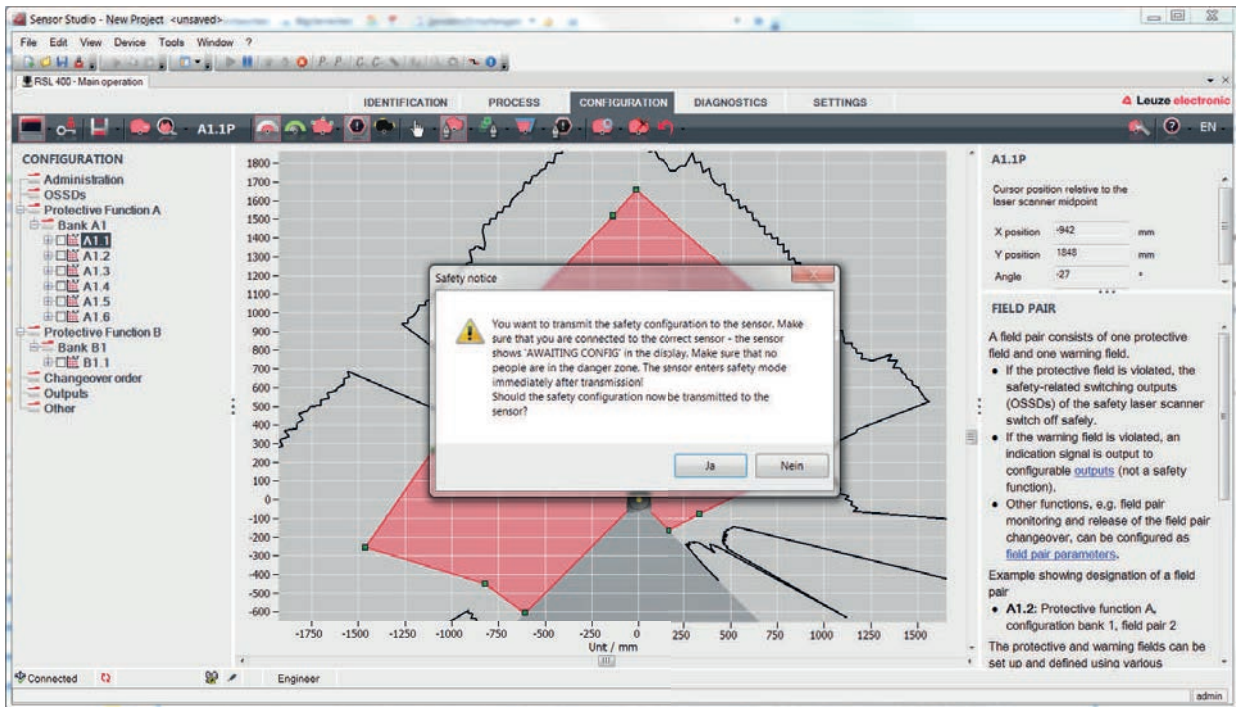 Sensor Studio - New Project <unsaved>
File Edit View Device Tools Window ?
RSL 400 - Main operation
IDENTIFICATION PROCESS CONFIGURATION DIAGNOSTICS SETTINGS
Leuze electronic
A1.1P
EN
CONFIGURATION
Administration
OSSDs
Protective Function A
Bank A1
A1.1
A1.2
A1.3
A1.4
A1.5
A1.6
Protective Function B
Bank B1
B1.1
Changeover order
Outputs
Other
1800
1700
1600
1500
1400
1300
1200
1100
1000
900
800
700
600
500
400
300
200
100
0
-100
-200
-300
-400
-500
-600
-1750 -1500 -1250 -1000 -750 -500 -250 0 250 500 750 1000 1250 1500
Unt / mm
Safety notice
You want to transmit the safety configuration to the sensor. Make
sure that you are connected to the correct sensor - the sensor
shows 'AWAITING CONFIG' in the display. Make sure that no
people are in the danger zone. The sensor enters safety mode
immediately after transmission!
Should the safety configuration now be transmitted to the
sensor?
Ja Nein
A1.1P
Cursor position relative to the
laser scanner midpoint
X position -942 mm
Y position 1848 mm
Angle -27 °
FIELD PAIR
A field pair consists of one protective
field and one warning field.
• If the protective field is violated, the
safety-related switching outputs
(OSSDs) of the safety laser scanner
switch off safely.
• If the warning field is violated, an
indication signal is output to
configurable outputs (not a safety
function).
• Other functions, e.g. field pair
monitoring and release of the field pair
changeover, can be configured as
field pair parameters.
Example showing designation of a field
pair
• A1.2: Protective function A,
configuration bank 1, field pair 2
The protective and warning fields can be
set up and defined using various
Connected
Engineer
admin